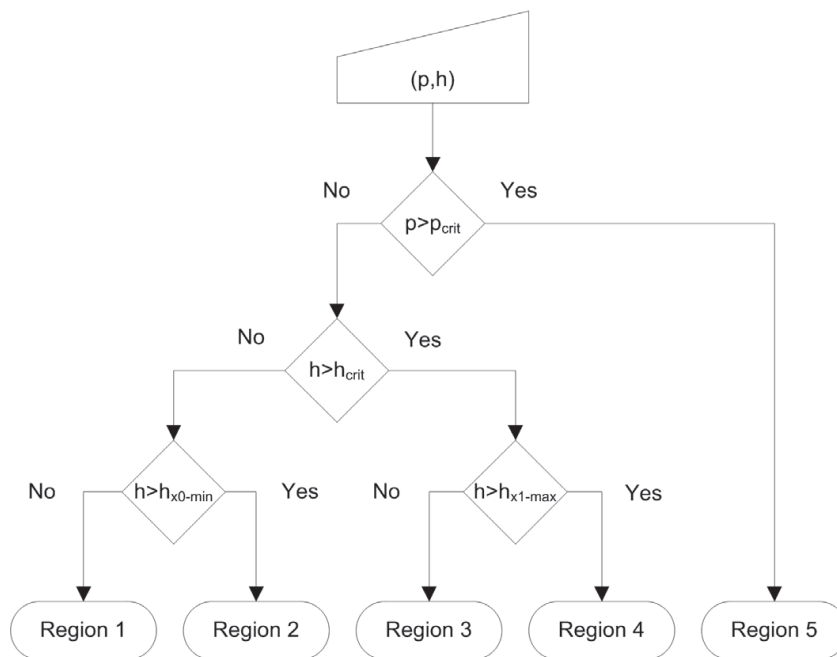 (p,h)
No
Yes
p>pcrit
No
Yes
h>hcrit
No
h>hx0-min
Yes
No
h>hx1-max
Yes
Region 1
Region 2
Region 3
Region 4
Region 5